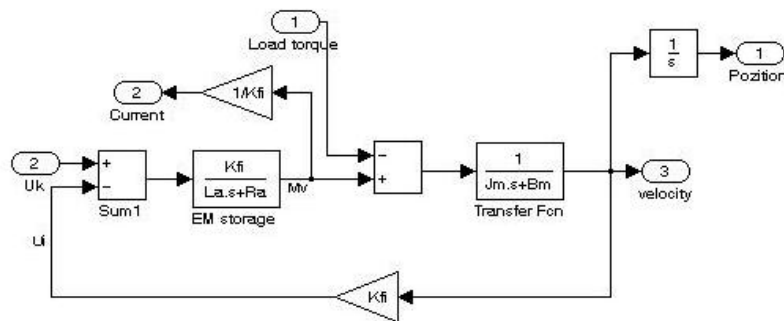 1
Load torque
1
s
1
Pozition
2
Current
1/Kfi
2
Uk
+
−
Sum1
Kfi
La.s+Ra
EM storage
Mv
−
+
1
Jm.s+Bm
Transfer Fcn
3
velocity
Ui
Kfi